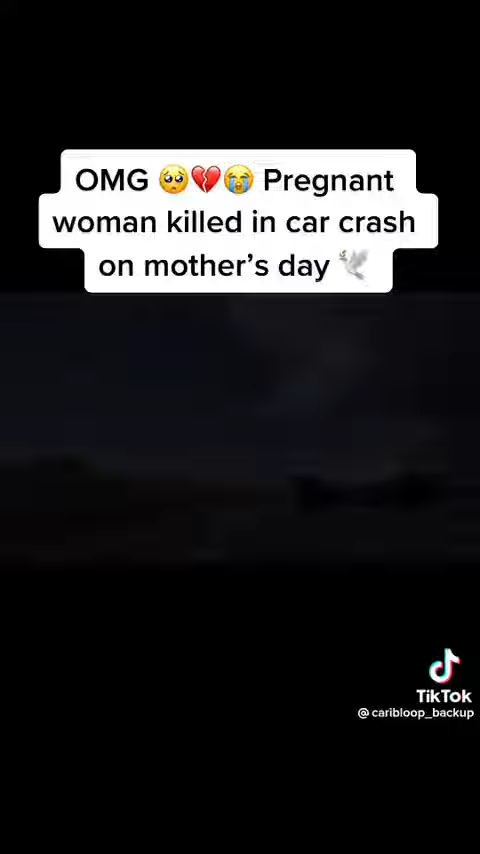 OMG 🥺💔😭 Pregnant
woman killed in car crash
on mother's day 🕊️
TikTok
@ caribloop_backup